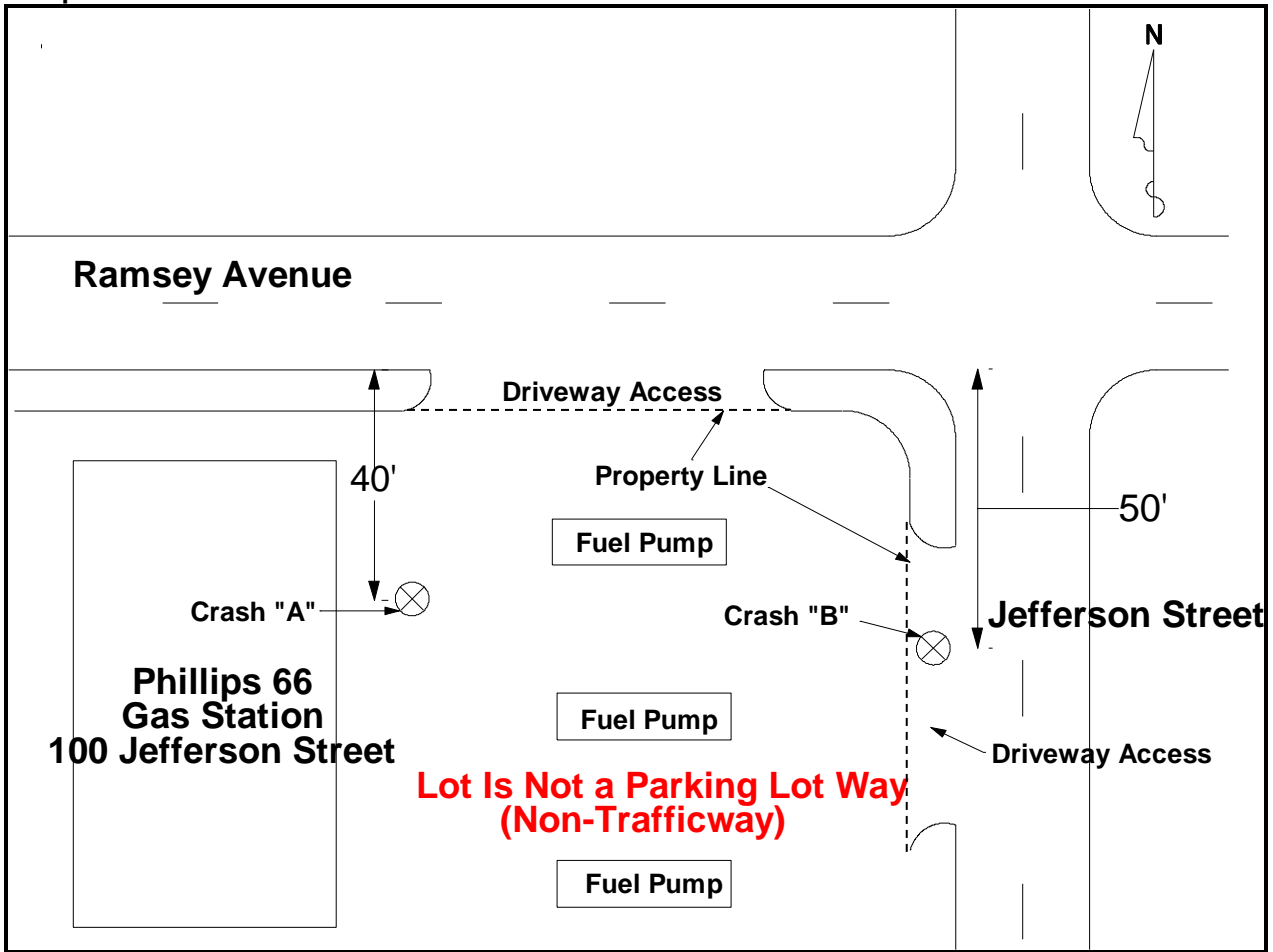 N
Ramsey Avenue
Driveway Access
40'
Property Line
50'
Fuel Pump
Crash "A"
Crash "B"
Jefferson Street
Phillips 66
Gas Station
100 Jefferson Street
Fuel Pump
Driveway Access
Lot Is Not a Parking Lot Way
(Non-Trafficway)
Fuel Pump